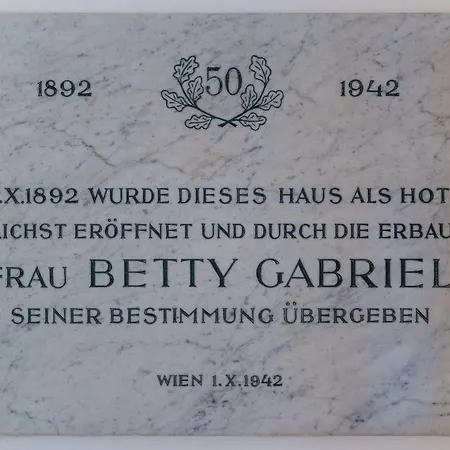 1892 50 1942
.X.1892 WURDE DIESES HAUS ALS HOT
ICHST ERÖFFNET UND DURCH DIE ERBAU
FRAU BETTY GABRIEL
SEINER BESTIMMUNG ÜBERGEBEN
WIEN 1.X.1942